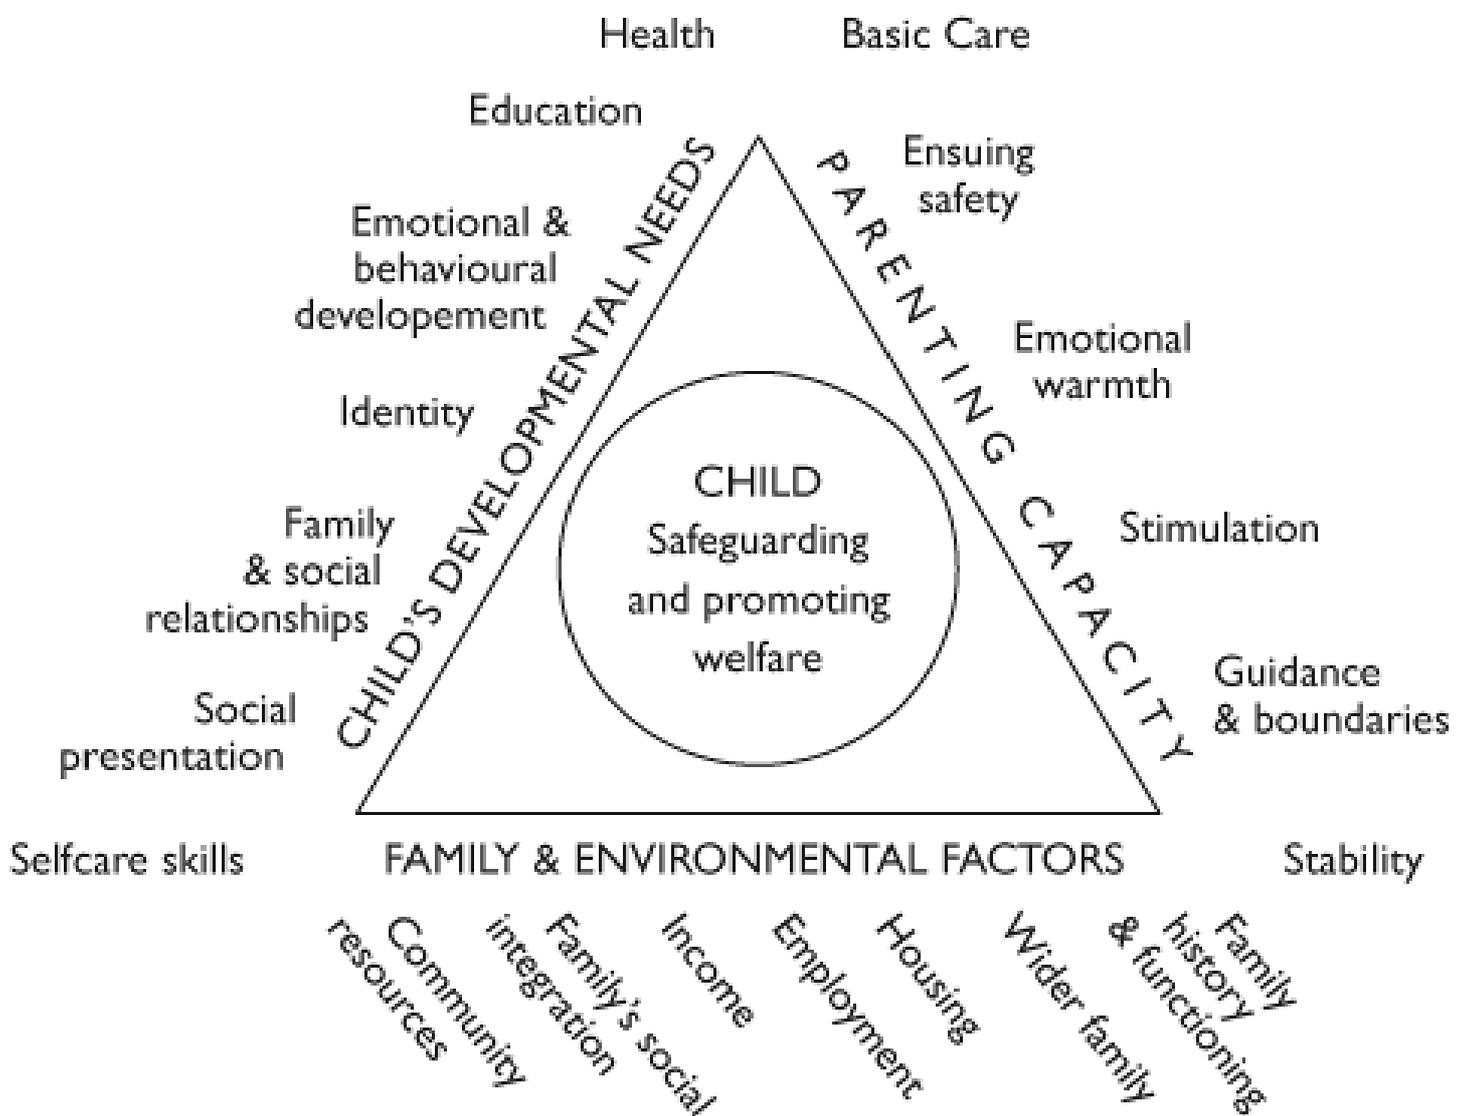 Health
Basic Care
Education
Ensuing
safety
Emotional &
behavioural
developement
Identity
Family
& social
relationships
Social
presentation
Selfcare skills
CHILD'S DEVELOPMENTAL NEEDS
PARENTING CAPACITY
Emotional
warmth
Stimulation
Guidance
& boundaries
Stability
CHILD
Safeguarding
and promoting
welfare
FAMILY & ENVIRONMENTAL FACTORS
Community
resources
Family's social
integration
Income
Employment
Housing
Wider family
Family
history
& functioning